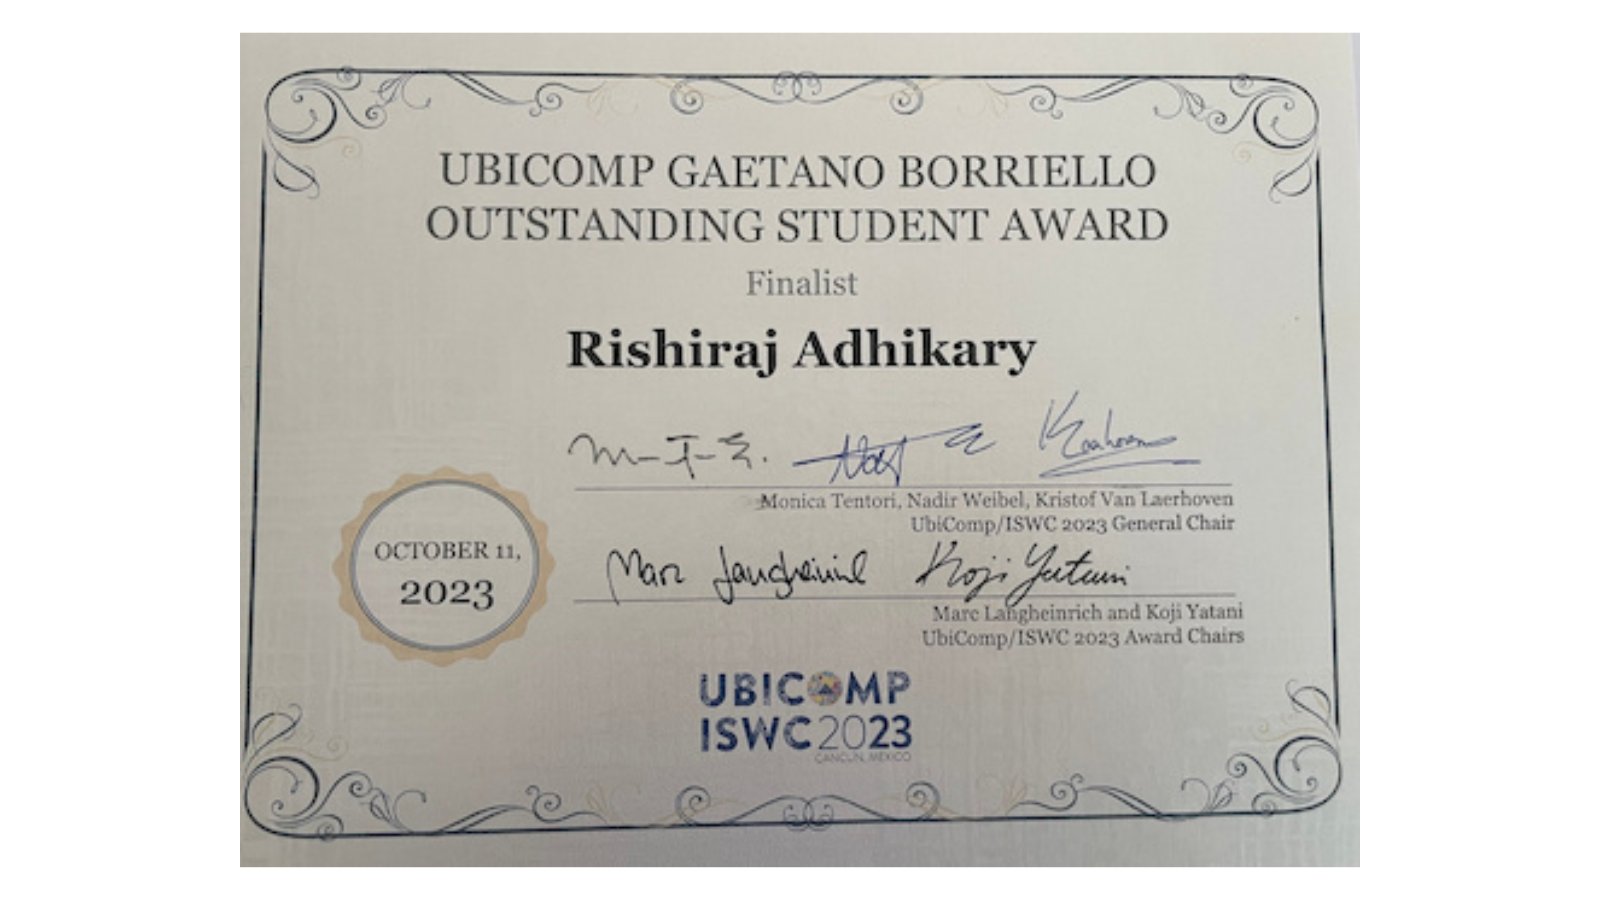 UBICOMP GAETANO BORRIELLO
OUTSTANDING STUDENT AWARD
Finalist
Rishiraj Adhikary
Monica Tentori, Nadir Weibel, Kristof Van Laerhoven
UbiComp/ISWC 2023 General Chair
OCTOBER 11,
2023
Marc Langheinrich Koji Yatani
Marc Langheinrich and Koji Yatani
UbiComp/ISWC 2023 Award Chairs
UBICOMP
ISWC 2023
CANCUN, MEXICO